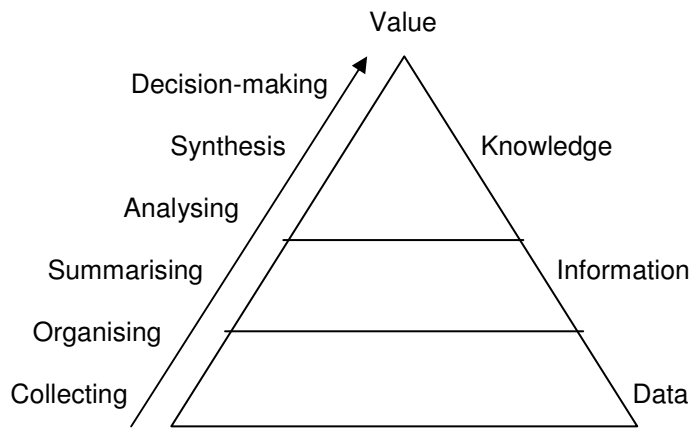 Value
Decision-making
Synthesis
Knowledge
Analysing
Summarising
Information
Organising
Collecting
Data